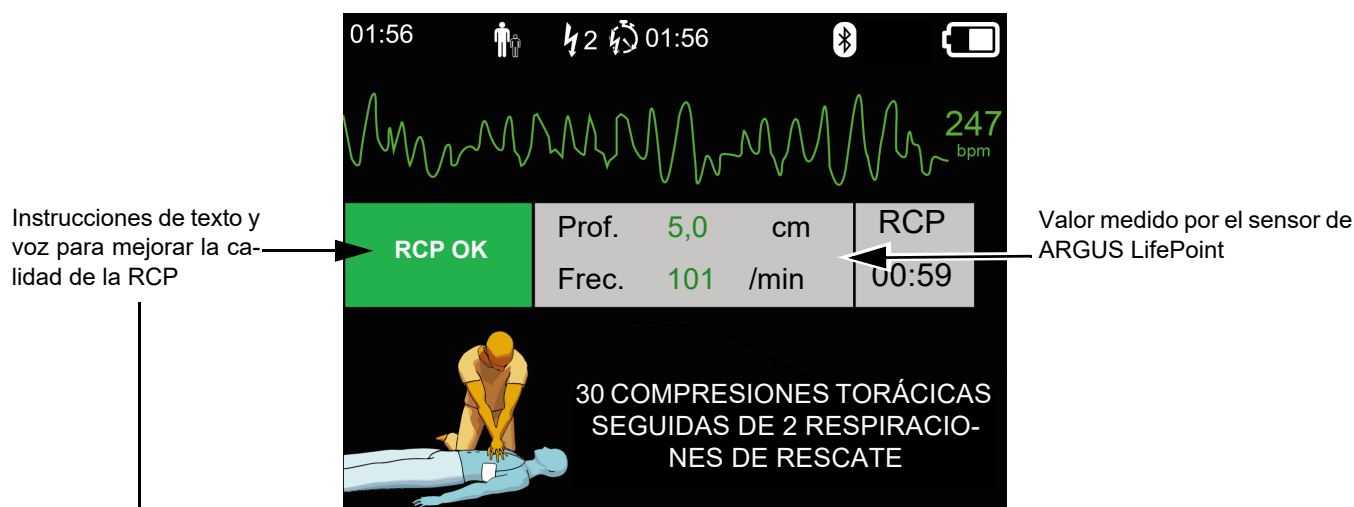 01:56 2 01:56
247
bpm
Instrucciones de texto y
voz para mejorar la ca-
lidad de la RCP
RCP OK
Prof. 5,0 cm
Frec. 101 /min
RCP
00:59
Valor medido por el sensor de
ARGUS LifePoint
30 COMPRESIONES TORÁCICAS
SEGUIDAS DE 2 RESPIRACIO-
NES DE RESCATE